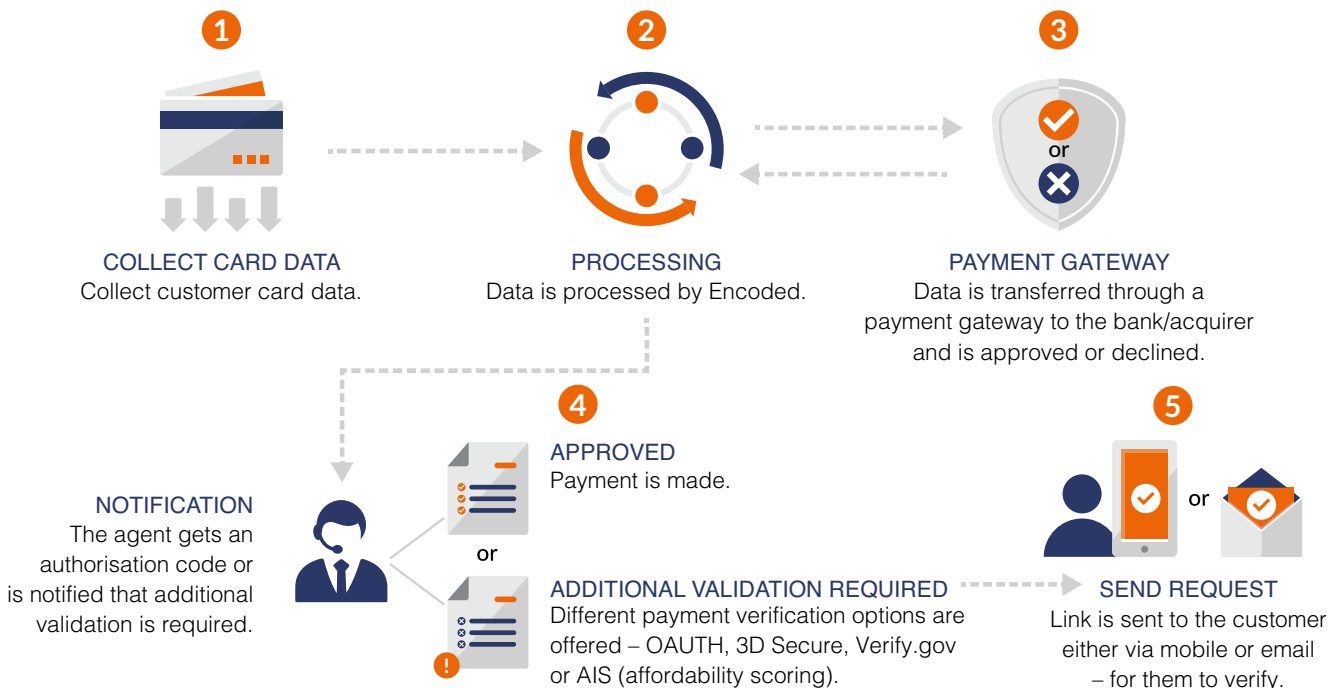 1
2
3
or
COLLECT CARD DATA
Collect customer card data.
PROCESSING
Data is processed by Encoded.
PAYMENT GATEWAY
Data is transferred through a
payment gateway to the bank/acquirer
and is approved or declined.
NOTIFICATION
The agent gets an
authorisation code or
is notified that additional
validation is required.
4
APPROVED
Payment is made.
or
ADDITIONAL VALIDATION REQUIRED
Different payment verification options are
offered – OAUTH, 3D Secure, Verify.gov
or AIS (affordability scoring).
!
5
or
SEND REQUEST
Link is sent to the customer
either via mobile or email
– for them to verify.